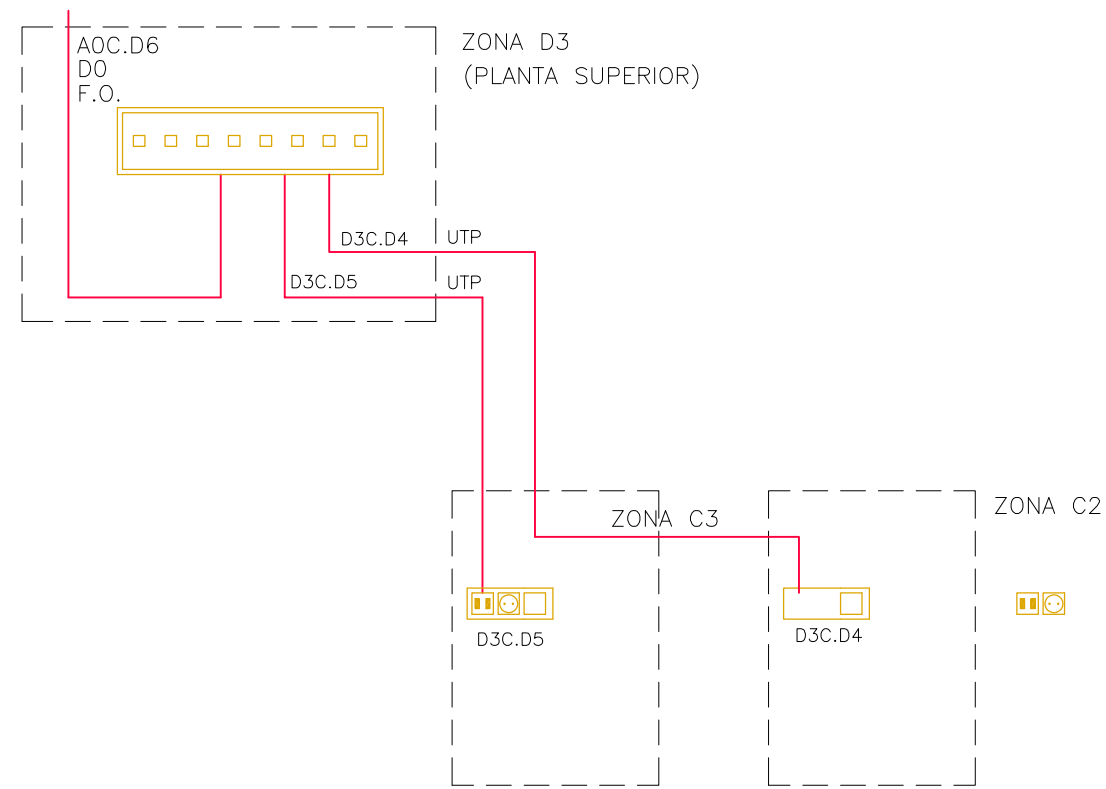 A0C.D6
D0
F.O.
ZONA D3
(PLANTA SUPERIOR)
D3C.D4
UTP
D3C.D5
UTP
ZONA C3
ZONA C2
D3C.D5
D3C.D4